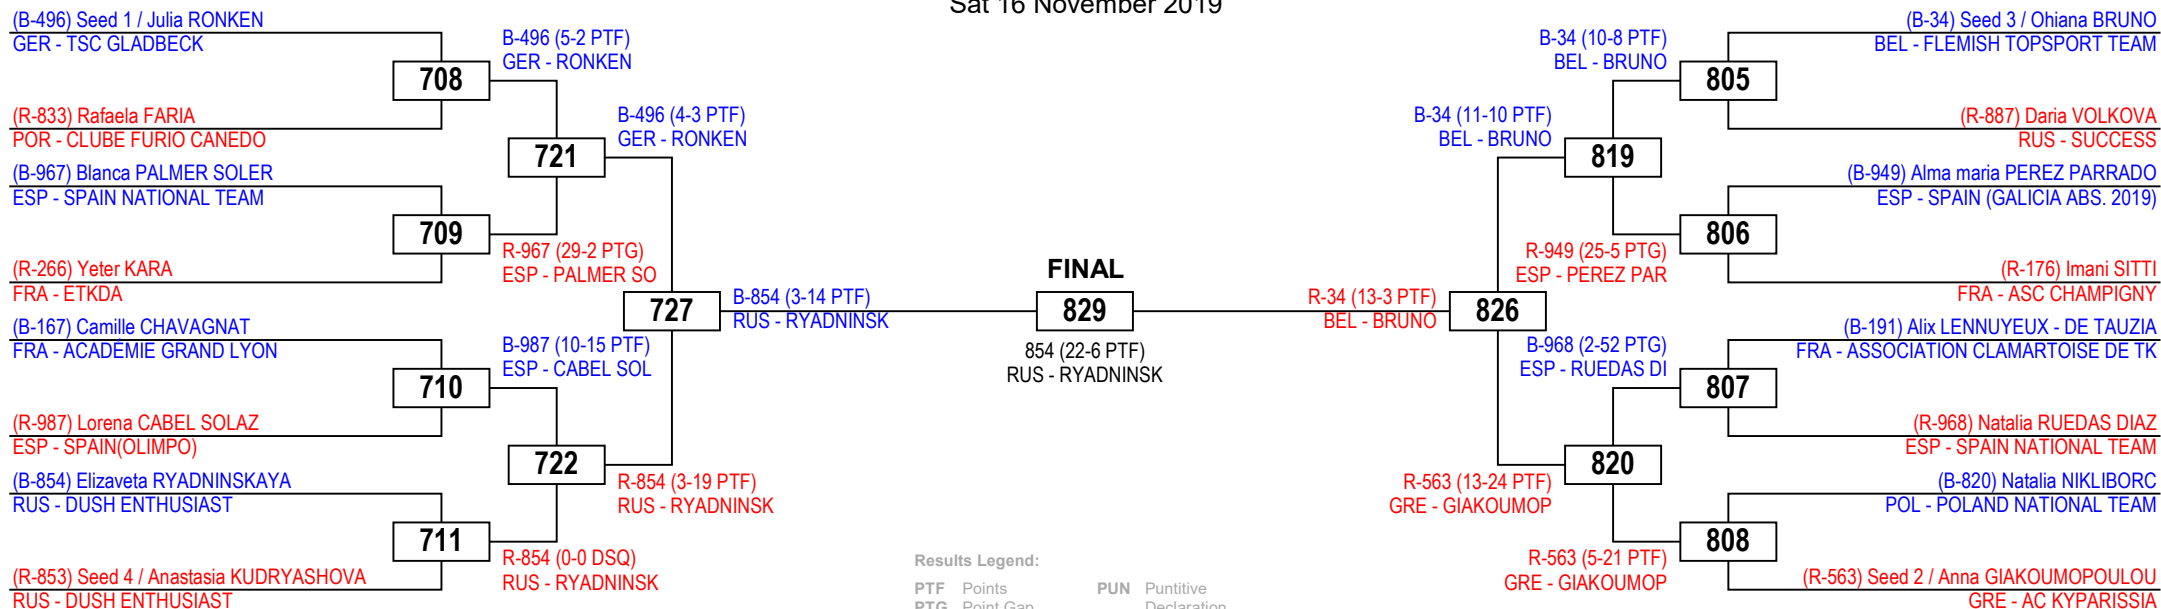 Sat 16 November 2019
(B-496) Seed 1 / Julia RONKEN
GER - TSC GLADBECK
708
B-496 (5-2 PTF)
GER - RONKEN
(R-833) Rafaela FARIA
POR - CLUBE FURIO CANEDO
721
B-496 (4-3 PTF)
GER - RONKEN
(B-967) Blanca PALMER SOLER
ESP - SPAIN NATIONAL TEAM
709
R-967 (29-2 PTG)
ESP - PALMER SO
(R-266) Yeter KARA
FRA - ETKDA
727
B-854 (3-14 PTF)
RUS - RYADNINSK
(B-167) Camille CHAVAGNAT
FRA - ACADÉMIE GRAND LYON
710
B-987 (10-15 PTF)
ESP - CABEL SOL
(R-987) Lorena CABEL SOLAZ
ESP - SPAIN(OLIMPO)
722
R-854 (3-19 PTF)
RUS - RYADNINSK
(B-854) Elizaveta RYADNINSKAYA
RUS - DUSH ENTHUSIAST
711
R-854 (0-0 DSQ)
RUS - RYADNINSK
(R-853) Seed 4 / Anastasia KUDRYASHOVA
RUS - DUSH ENTHUSIAST
FINAL
829
854 (22-6 PTF)
RUS - RYADNINSK
(B-34) Seed 3 / Ohiana BRUNO
BEL - FLEMISH TOPSPORT TEAM
B-34 (10-8 PTF)
BEL - BRUNO
805
(R-887) Daria VOLKOVA
RUS - SUCCESS
B-34 (11-10 PTF)
BEL - BRUNO
819
(B-949) Alma maria PEREZ PARRADO
ESP - SPAIN (GALICIA ABS. 2019)
806
R-949 (25-5 PTG)
ESP - PEREZ PAR
(R-176) Imani SITTI
FRA - ASC CHAMPIGNY
R-34 (13-3 PTF)
BEL - BRUNO
826
(B-191) Alix LENNUYEUX - DE TAUZIA
FRA - ASSOCIATION CLAMARTOISE DE TK
B-968 (2-52 PTG)
ESP - RUEDAS DI
807
(R-968) Natalia RUEDAS DIAZ
ESP - SPAIN NATIONAL TEAM
820
R-563 (13-24 PTF)
GRE - GIAKOUMOP
(B-820) Natalia NIKLIBORC
POL - POLAND NATIONAL TEAM
808
R-563 (5-21 PTF)
GRE - GIAKOUMOP
(R-563) Seed 2 / Anna GIAKOUMOPOULOU
GRE - AC KYPARISSIA
Results Legend:
PTF Points PUN Puntitive
PTG Point Gap Declaration